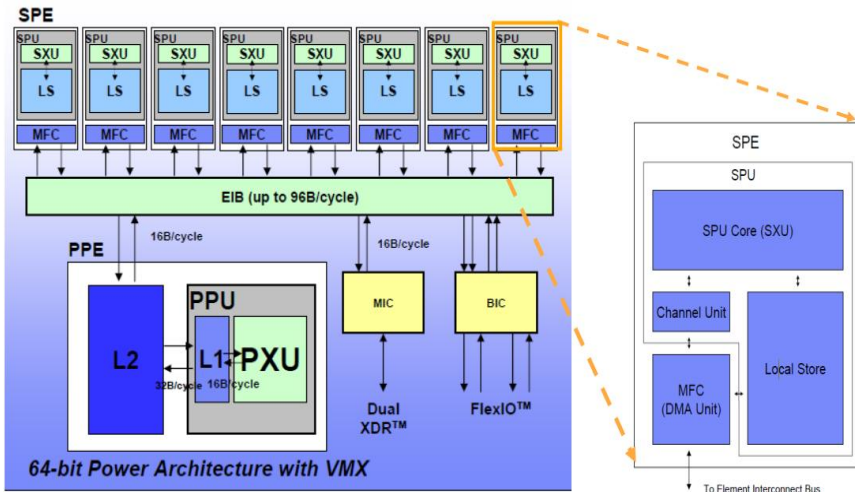 SPE
SPU SPU SPU SPU SPU SPU SPU SPU
SXU SXU SXU SXU SXU SXU SXU SXU
LS LS LS LS LS LS LS LS
MFC MFC MFC MFC MFC MFC MFC MFC
EIB (up to 96B/cycle)
16B/cycle
16B/cycle
PPE
PPU
L2
L1
PXU
32B/cycle
16B/cycle
MIC
BIC
Dual
XDR™
FlexIO™
64-bit Power Architecture with VMX
SPE
SPU
SPU Core (SXU)
Channel Unit
Local Store
MFC
(DMA Unit)
To Element Interconnect Bus